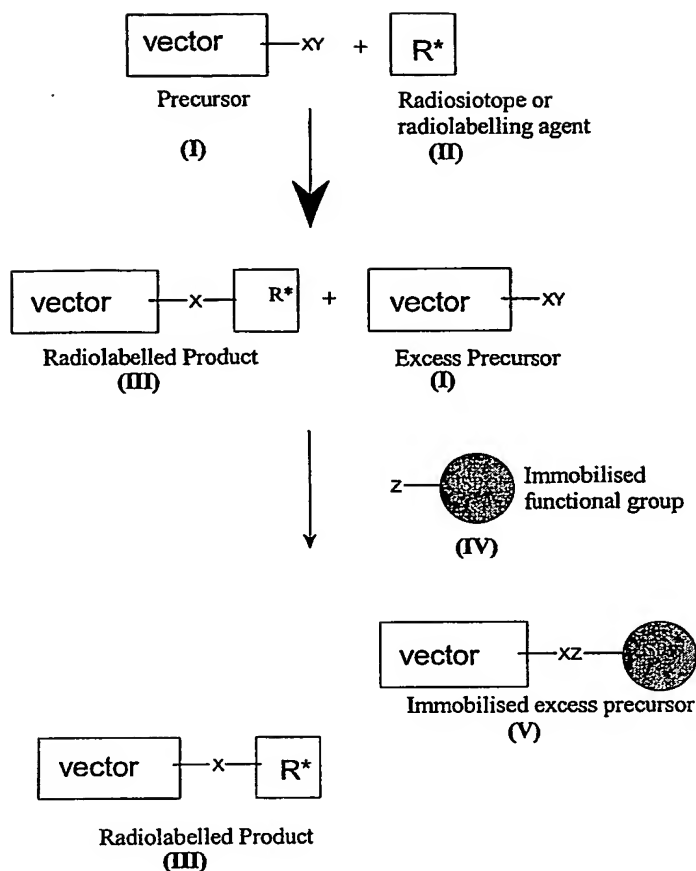 vector XY + R*
Precursor
(I)
Radiosiotope or
radiolabelling agent
(II)
vector X R* + vector XY
Radiolabelled Product
(III)
Excess Precursor
(I)
Z
Immobilised
functional group
(IV)
vector XZ
Immobilised excess precursor
(V)
vector X R*
Radiolabelled Product
(III)